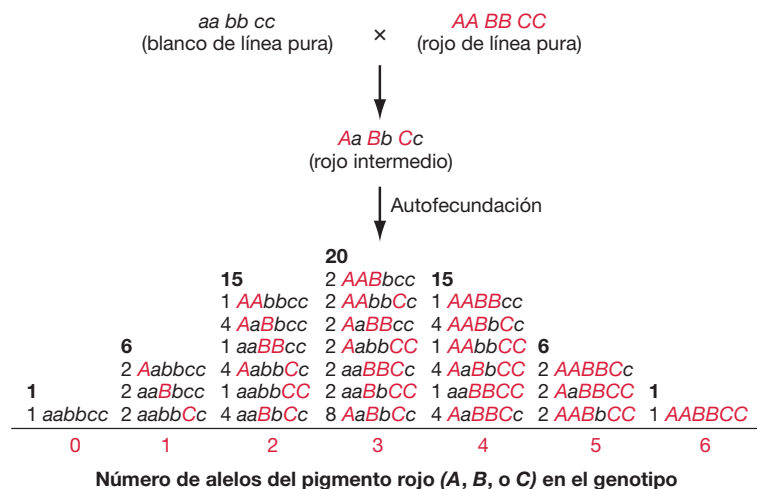 aa bb cc × AA BB CC
(blanco de línea pura) (rojo de línea pura)
Aa Bb Cc
(rojo intermedio)
Autofecundación
20
2 AABbcc
15 2 AAbbCc 15
1 AAbbcc 2 AaBBcc 1 AABBcc
4 AaBbcc 2 AabbCC 4 AABbCc
6 1 aaBBcc 2 aaBBCc 1 AAbbCC 6
2 Aabbcc 4 AabbCc 2 aaBbCC 4 AaBbCC 2 AABBCc
1 2 aaBbcc 1 aabbCC 8 AaBbCc 1 aaBBCC 2 AaBBCC 1
1 aabbcc 2 aabbCc 4 aaBbCc 4 AaBBCc 2 AABbCC 1 AABBCC
0 1 2 3 4 5 6
Número de alelos del pigmento rojo (A, B, o C) en el genotipo